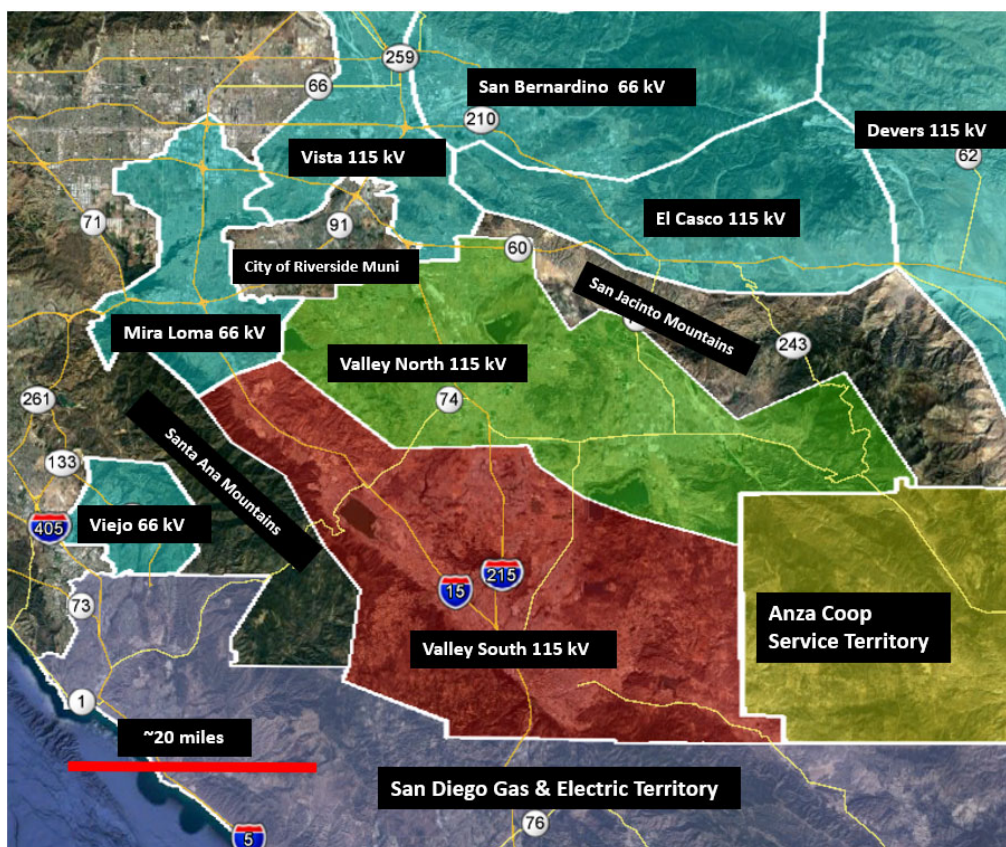 259
66
San Bernardino  66 kV
210
Devers 115 kV
62
Vista 115 kV
El Casco 115 kV
71
91
60
City of Riverside Muni
San Jacinto Mountains
Mira Loma 66 kV
243
Valley North 115 kV
74
261
Santa Ana Mountains
133
405
Viejo 66 kV
15
215
73
Anza Coop
Service Territory
Valley South 115 kV
1
~20 miles
San Diego Gas & Electric Territory
76
5